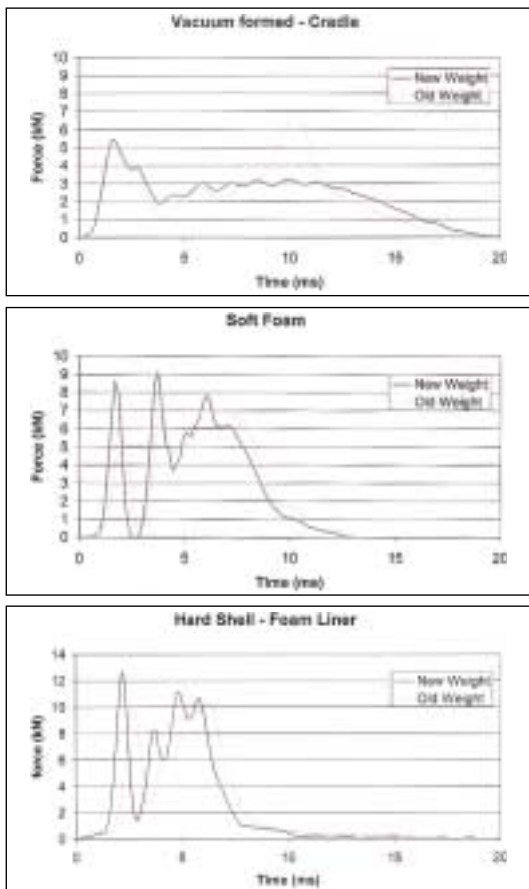 Vacuum formed - Cradle
10
9
8
7
6
5
4
3
2
1
0
Force (kN)
New Weight
Old Weight
0 5 10 15 20
Time (ms)
Soft Foam
10
9
8
7
6
5
4
3
2
1
0
Force (kN)
New Weight
Old Weight
0 5 10 15 20
Time (ms)
Hard Shell - Foam Liner
14
12
10
8
6
4
2
0
force (kN)
New Weight
Old Weight
0 5 10 15 20
Time (ms)